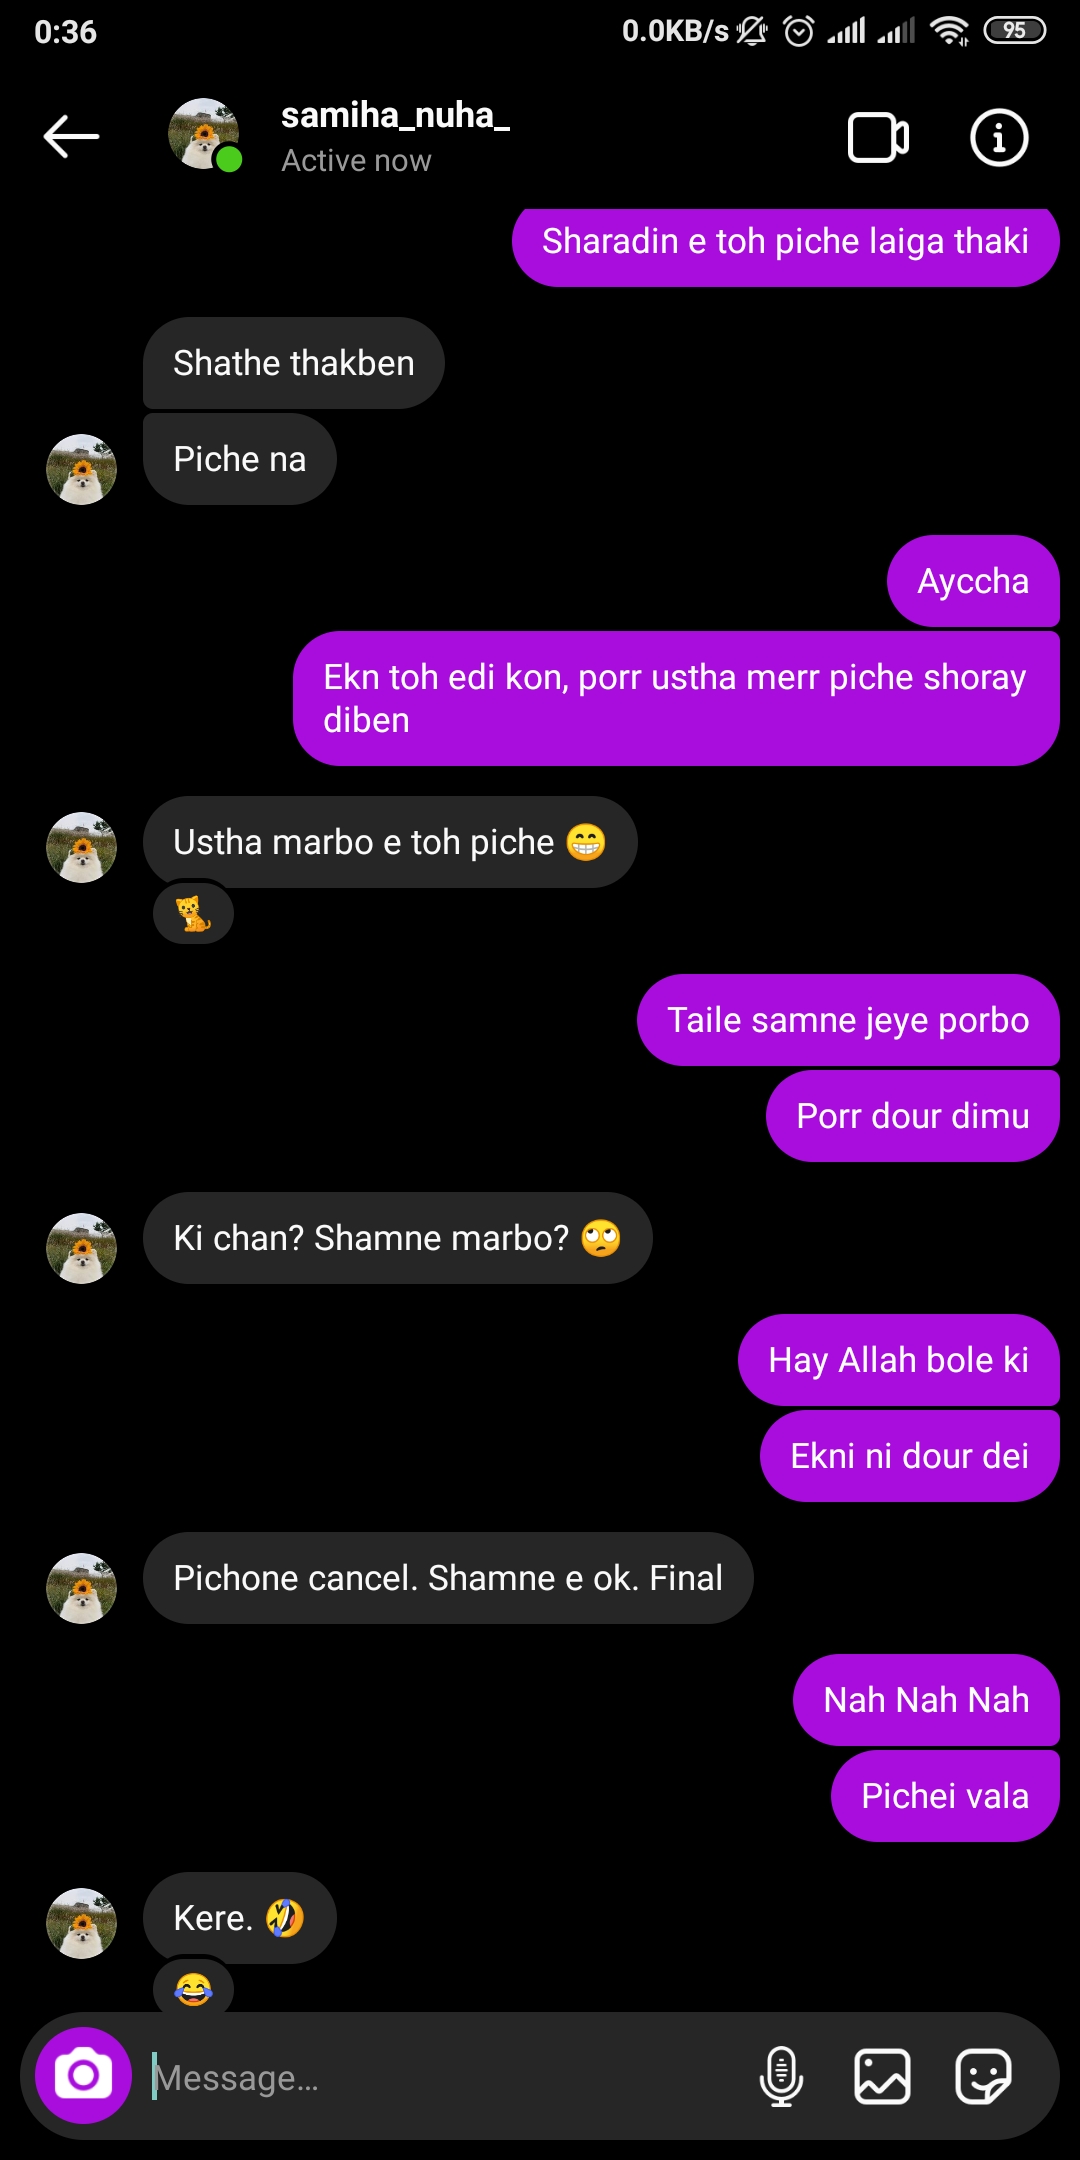 0:36
0.0KB/s
95
samiha_nuha_
Active now
Sharadin e toh piche laiga thaki
Shathe thakben
Piche na
Ayccha
Ekn toh edi kon, porr ustha merr piche shoray
diben
Ustha marbo e toh piche 😁
🐈
Taile samne jeye porbo
Porr dour dimu
Ki chan? Shamne marbo? 🙄
Hay Allah bole ki
Ekni ni dour dei
Pichone cancel. Shamne e ok. Final
Nah Nah Nah
Pichei vala
Kere. 🤣
😂
Message...